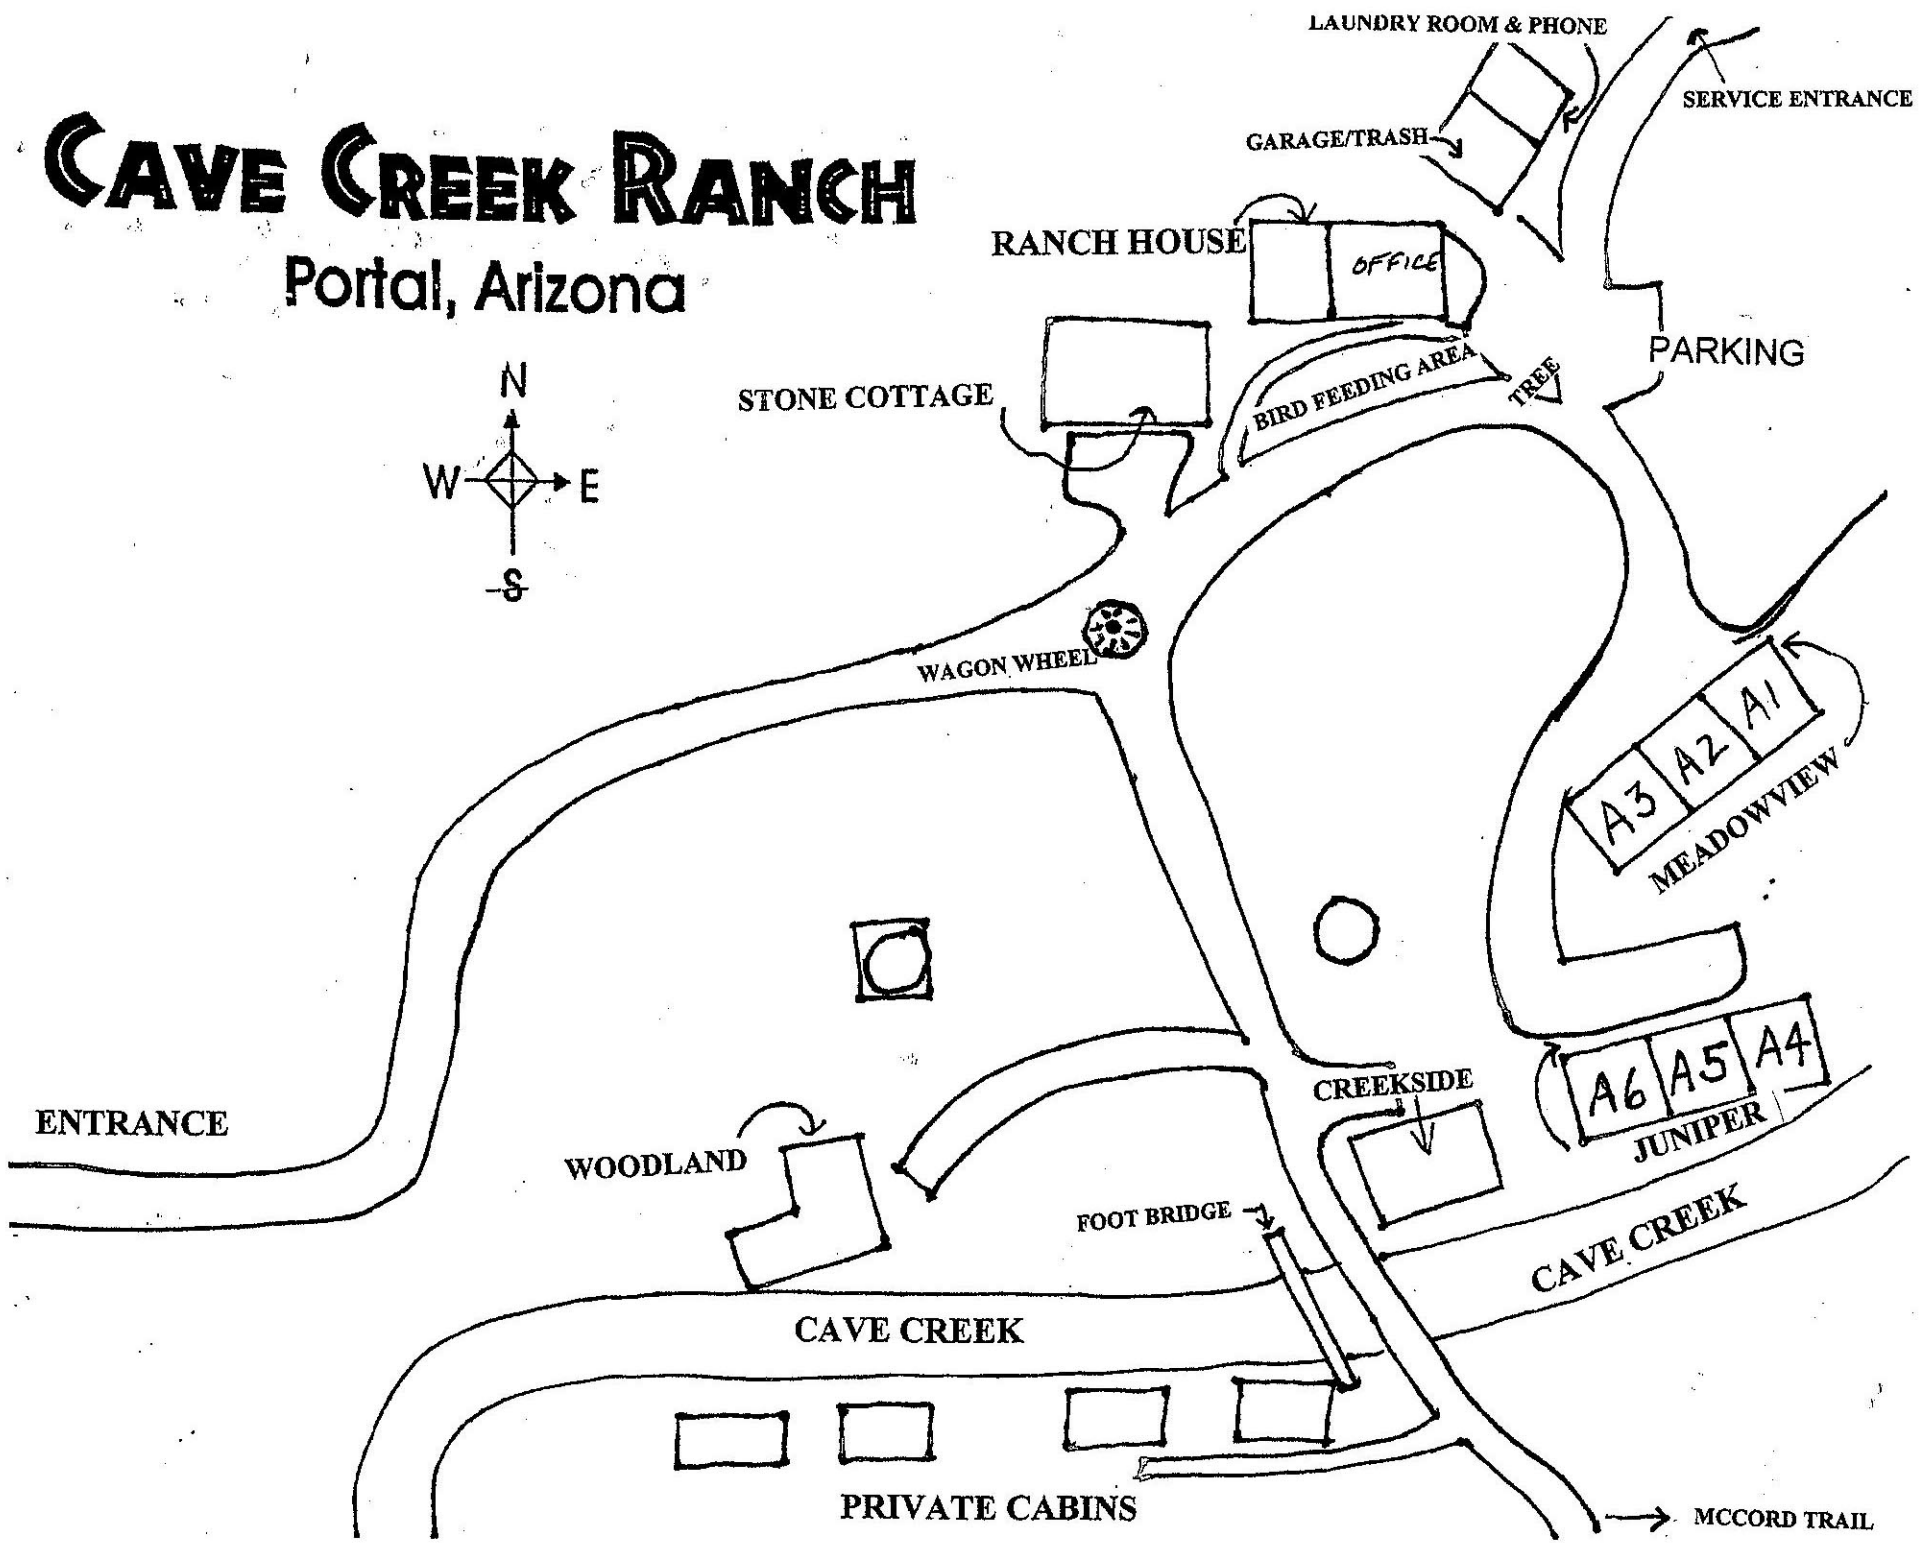 LAUNDRY ROOM & PHONE
SERVICE ENTRANCE
GARAGE/TRASH
CAVE CREEK RANCH
Portal, Arizona
RANCH HOUSE
OFFICE
PARKING
BIRD FEEDING AREA
TREE
STONE COTTAGE
N
W E
S
WAGON WHEEL
A1
A2
A3
MEADOWVIEW
A4
A5
A6
JUNIPER
CREEKSIDE
ENTRANCE
WOODLAND
FOOT BRIDGE
CAVE CREEK
CAVE CREEK
PRIVATE CABINS
MCCORD TRAIL